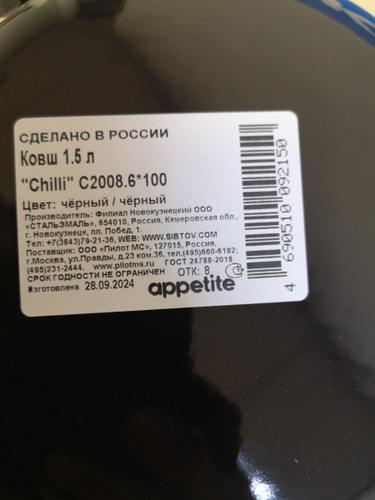 СДЕЛАНО В РОССИИ
Ковш 1.5 л
"Chilli" С2008.6*100
Цвет: чёрный / чёрный
Производитель: Филиал Новокузнецкий ООО
«СТАЛЬЭМАЛЬ», 654010, Россия, Кемеровская обл.,
г. Новокузнецк, пл. Побед, 1.
Тел: +7(3843)79-21-36, WEB: WWW.SIBTOV.COM
Поставщик: ООО «Пилот МС», 127015, Россия,
г.Москва, ул.Правды, д.23 ком.36, тел.(495)660-6192;
(495)231-2444. www.pilotms.ru ГОСТ 24788-2018
СРОК ГОДНОСТИ НЕ ОГРАНИЧЕН ОТК: 8
Изготовлена 28.09.2024 appetite
4 690510 092150